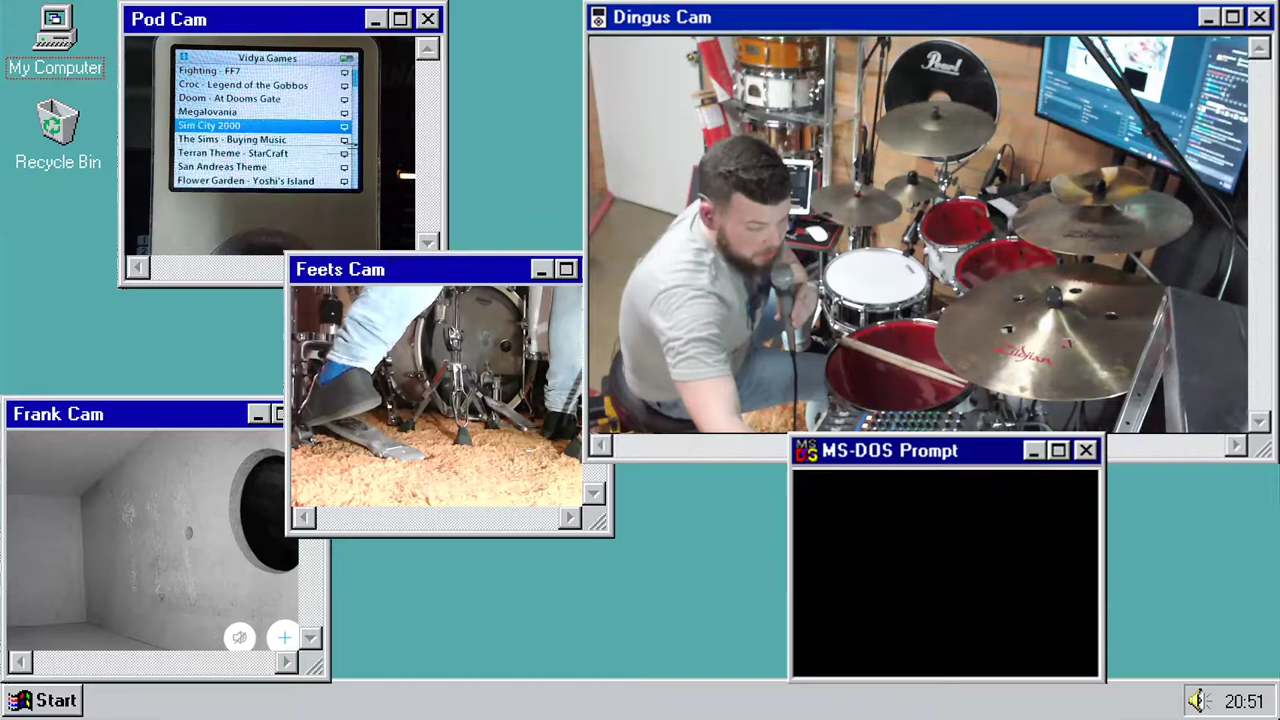 My Computer
Recycle Bin
Pod Cam
Vidya Games
Fighting - FF7
Croc - Legend of the Gobbos
Doom - At Dooms Gate
Megalovania
Sim City 2000
The Sims - Buying Music
Terran Theme - StarCraft
San Andreas Theme
Flower Garden - Yoshi's Island
Dingus Cam
Pearl
Zildjian
Feets Cam
Frank Cam
MS-DOS Prompt
Start
20:51